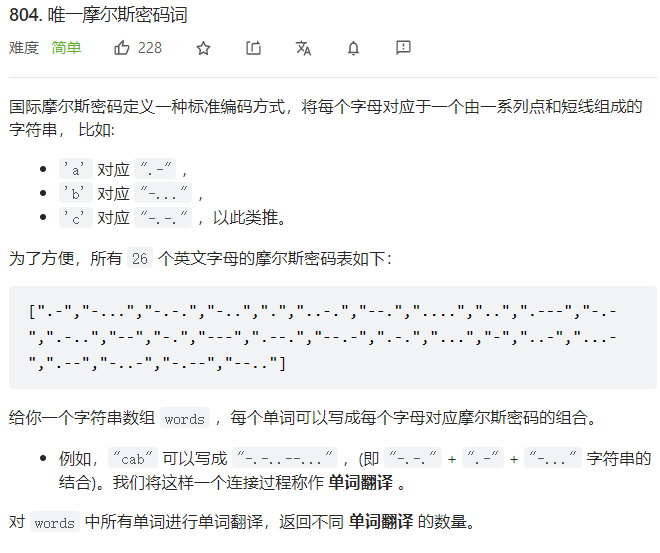 804. 唯一摩尔斯密码词
难度 简单 228
国际摩尔斯密码定义一种标准编码方式，将每个字母对应于一个由一系列点和短线组成的
字符串， 比如:
'a' 对应 ".-" ，
'b' 对应 "-..." ，
'c' 对应 "-.-." ，以此类推。
为了方便，所有 26 个英文字母的摩尔斯密码表如下：
[".-","-...","-.-.","-..",".","..-.","--.","....","..",".---","-.-
",".-..","--","-.","---",".--.","--.-",".-.","...","-","..-","...-
",".--","-..-","-.--","--.."]
给你一个字符串数组 words ，每个单词可以写成每个字母对应摩尔斯密码的组合。
例如，"cab" 可以写成 "-.-..--..." ，(即 "-.-." + ".-" + "-..." 字符串的
结合)。我们将这样一个连接过程称作 单词翻译 。
对 words 中所有单词进行单词翻译，返回不同 单词翻译 的数量。